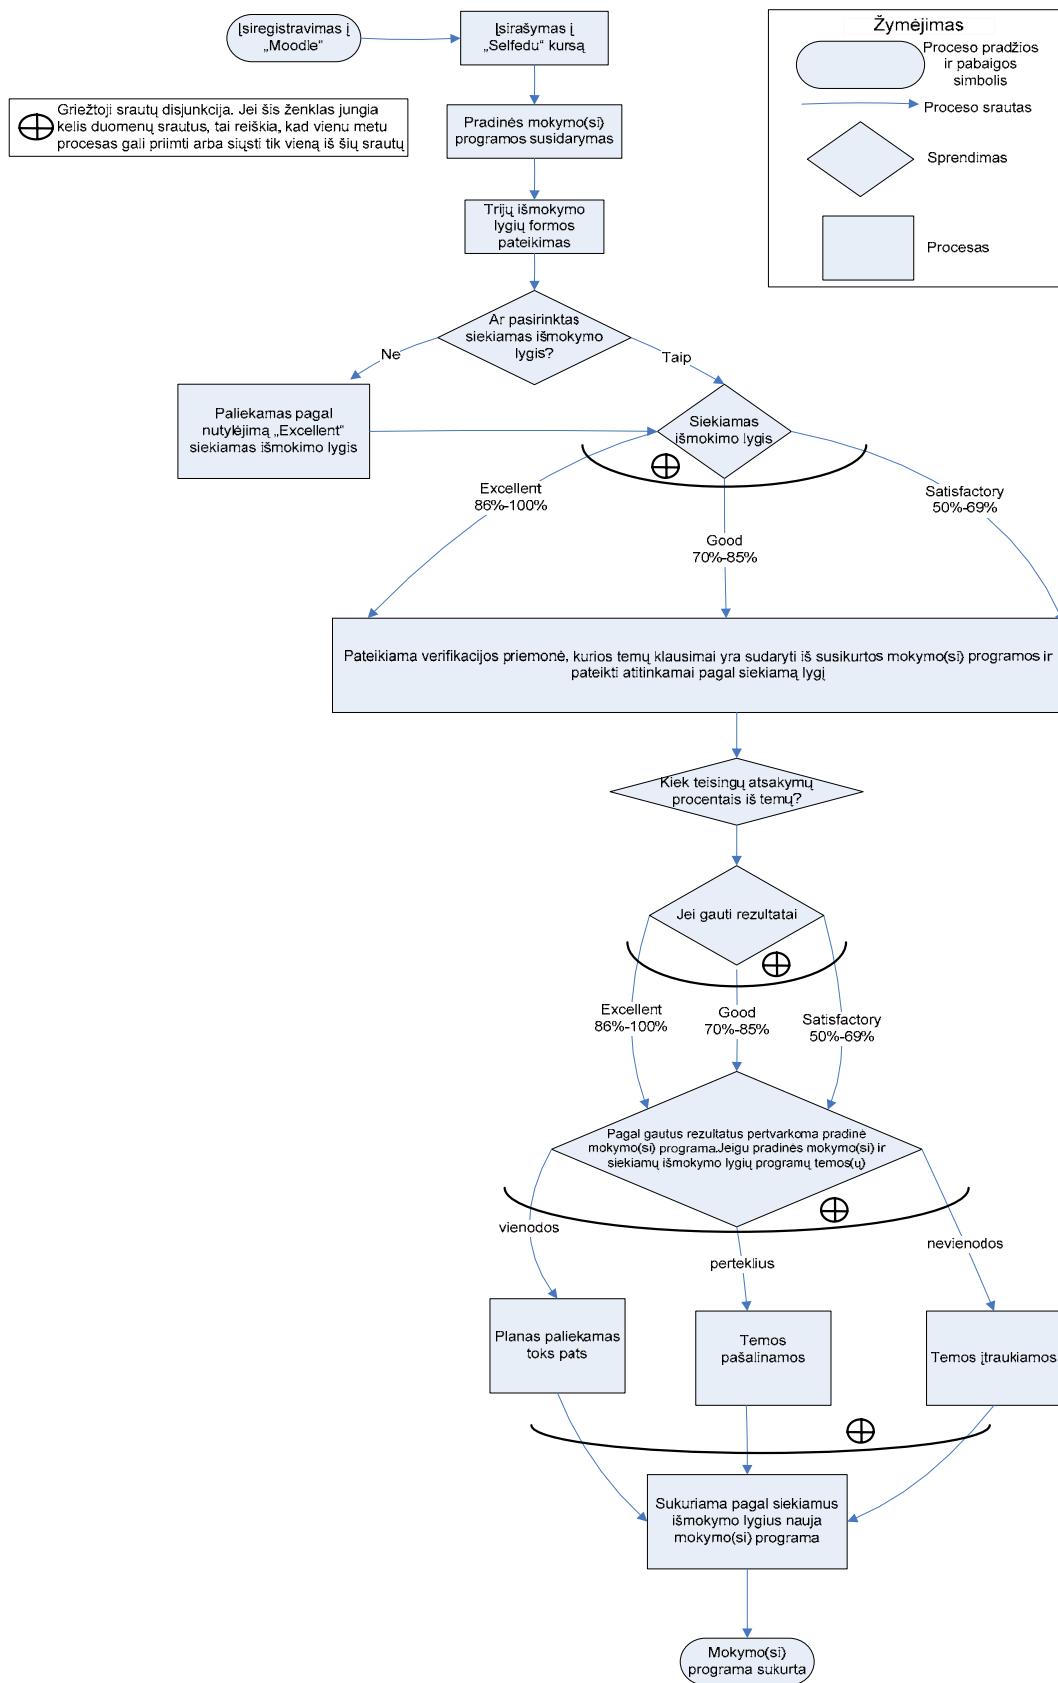 Įsiregistravimas į
„Moodle“
Įsirašymas į
„Selfedu“ kursą
Žymėjimas
Proceso pradžios
ir pabaigos
simbolis
Proceso srautas
Sprendimas
Procesas
Griežtoji srautų disjunkcija. Jei šis ženklas jungia
kelis duomenų srautus, tai reiškia, kad vienu metu
procesas gali priimti arba siųsti tik vieną iš šių srautų
Pradinės mokymo(si)
programos susidarymas
Trijų išmokymo
lygių formos
pateikimas
Ar pasirinktas
siekiamas išmokymo
lygis?
Ne
Taip
Paliekamas pagal
nutylėjimą „Excellent“
siekiamas išmokimo lygis
Siekiamas
išmokimo lygis
Excellent
86%-100%
Good
70%-85%
Satisfactory
50%-69%
Pateikiama verifikacijos priemonė, kurios temų klausimai yra sudaryti iš susikurtos mokymo(si) programos ir
pateikti atitinkamai pagal siekiamą lygį
Kiek teisingų atsakymų
procentais iš temų?
Jei gauti rezultatai
Excellent
86%-100%
Good
70%-85%
Satisfactory
50%-69%
Pagal gautus rezultatus pertvarkoma pradinė
mokymo(si) programa.Jeigu pradinės mokymo(si) ir
siekiamų išmokymo lygių programų temos(ų)
vienodos
perteklius
nevienodos
Planas paliekamas
toks pats
Temos
pašalinamos
Temos įtraukiamos
Sukuriama pagal siekiamus
išmokymo lygius nauja
mokymo(si) programa
Mokymo(si)
programa sukurta